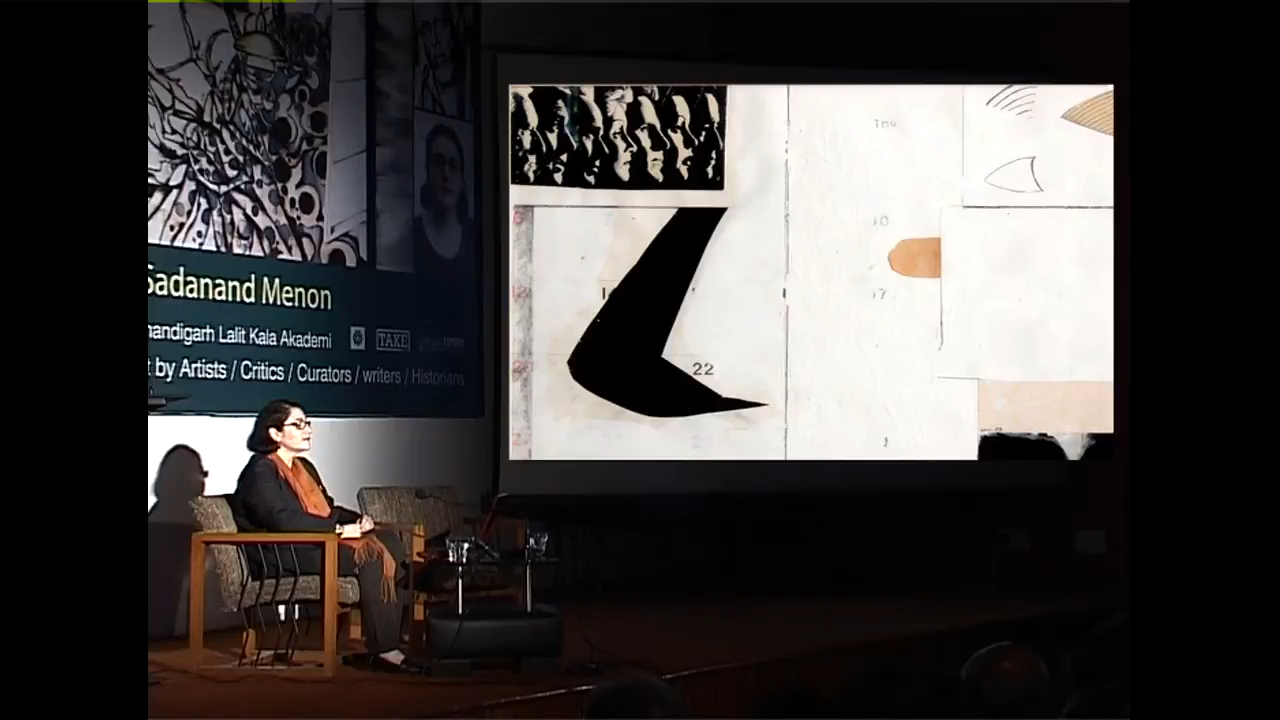 Sadanand Menon
handigarh Lalit Kala Akademi
TAKE
t by Artists / Critics / Curators / writers / Historians
THU
10
17
22